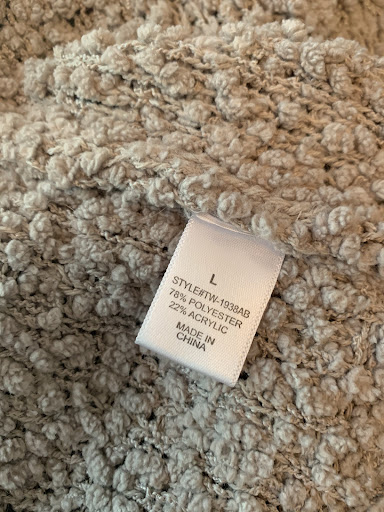 L
STYLE#TW-1938AB
78% POLYESTER
22% ACRYLIC
MADE IN
CHINA